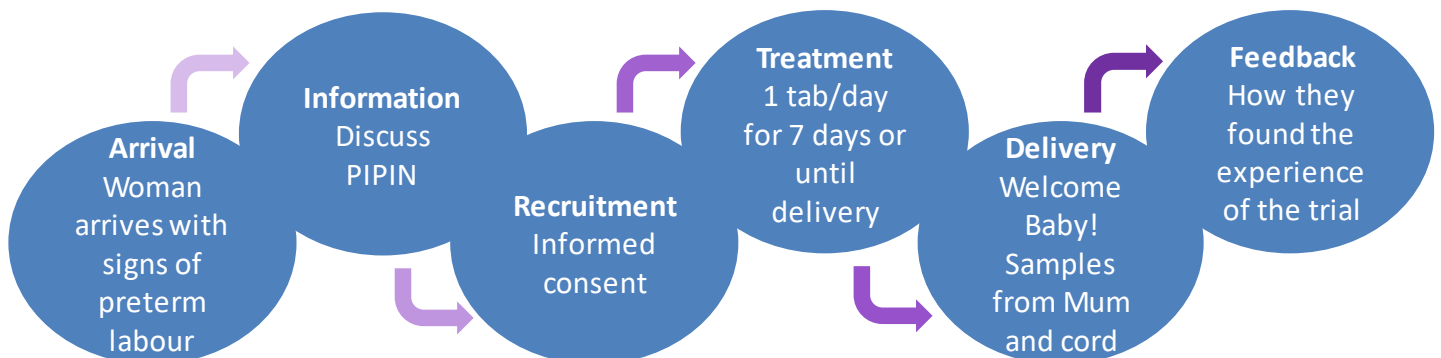 Arrival
Woman
arrives with
signs of
preterm
labour
Information
Discuss
PIPIN
Recruitment
Informed
consent
Treatment
1 tab/day
for 7 days or
until
delivery
Delivery
Welcome
Baby!
Samples
from Mum
and cord
Feedback
How they
found the
experience
of the trial